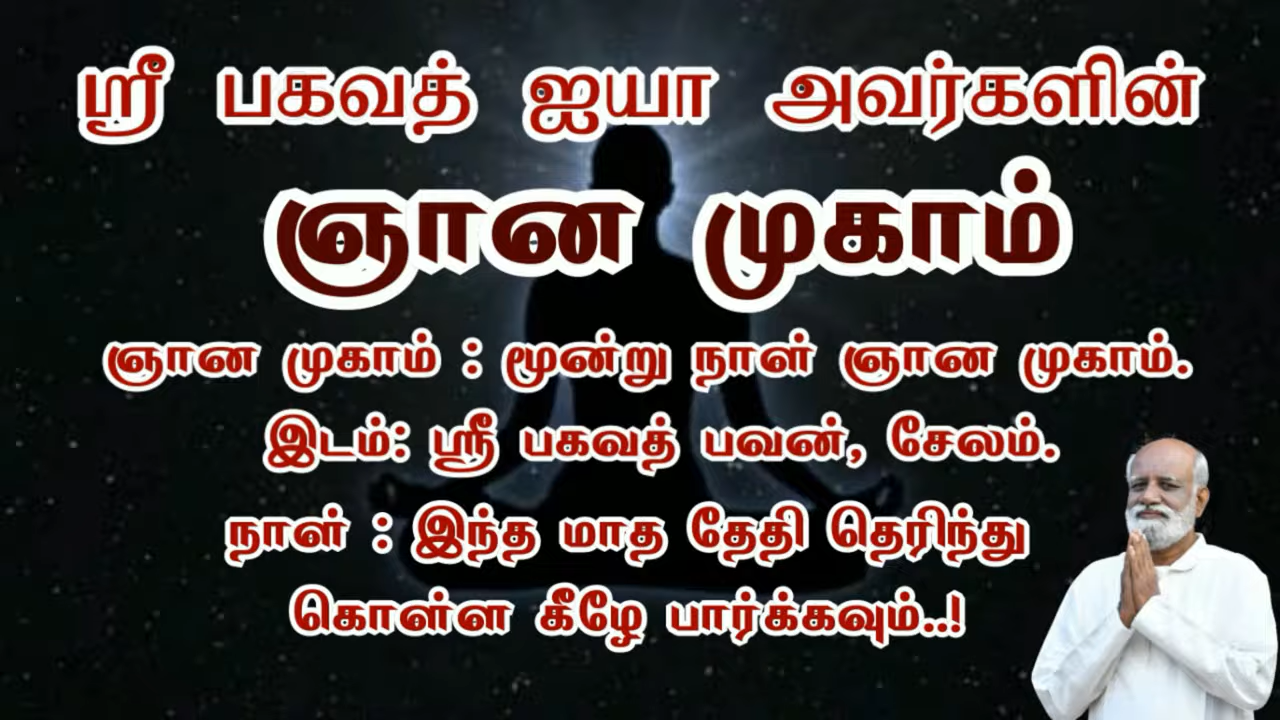 ஸ்ரீ பகவத் ஐயா அவர்களின்
ஞான முகாம்
ஞான முகாம் : மூன்று நாள் ஞான முகாம்.
இடம்: ஸ்ரீ பகவத் பவன், சேலம்.
நாள் : இந்த மாத தேதி தெரிந்து
கொள்ள கீழே பார்க்கவும்..!